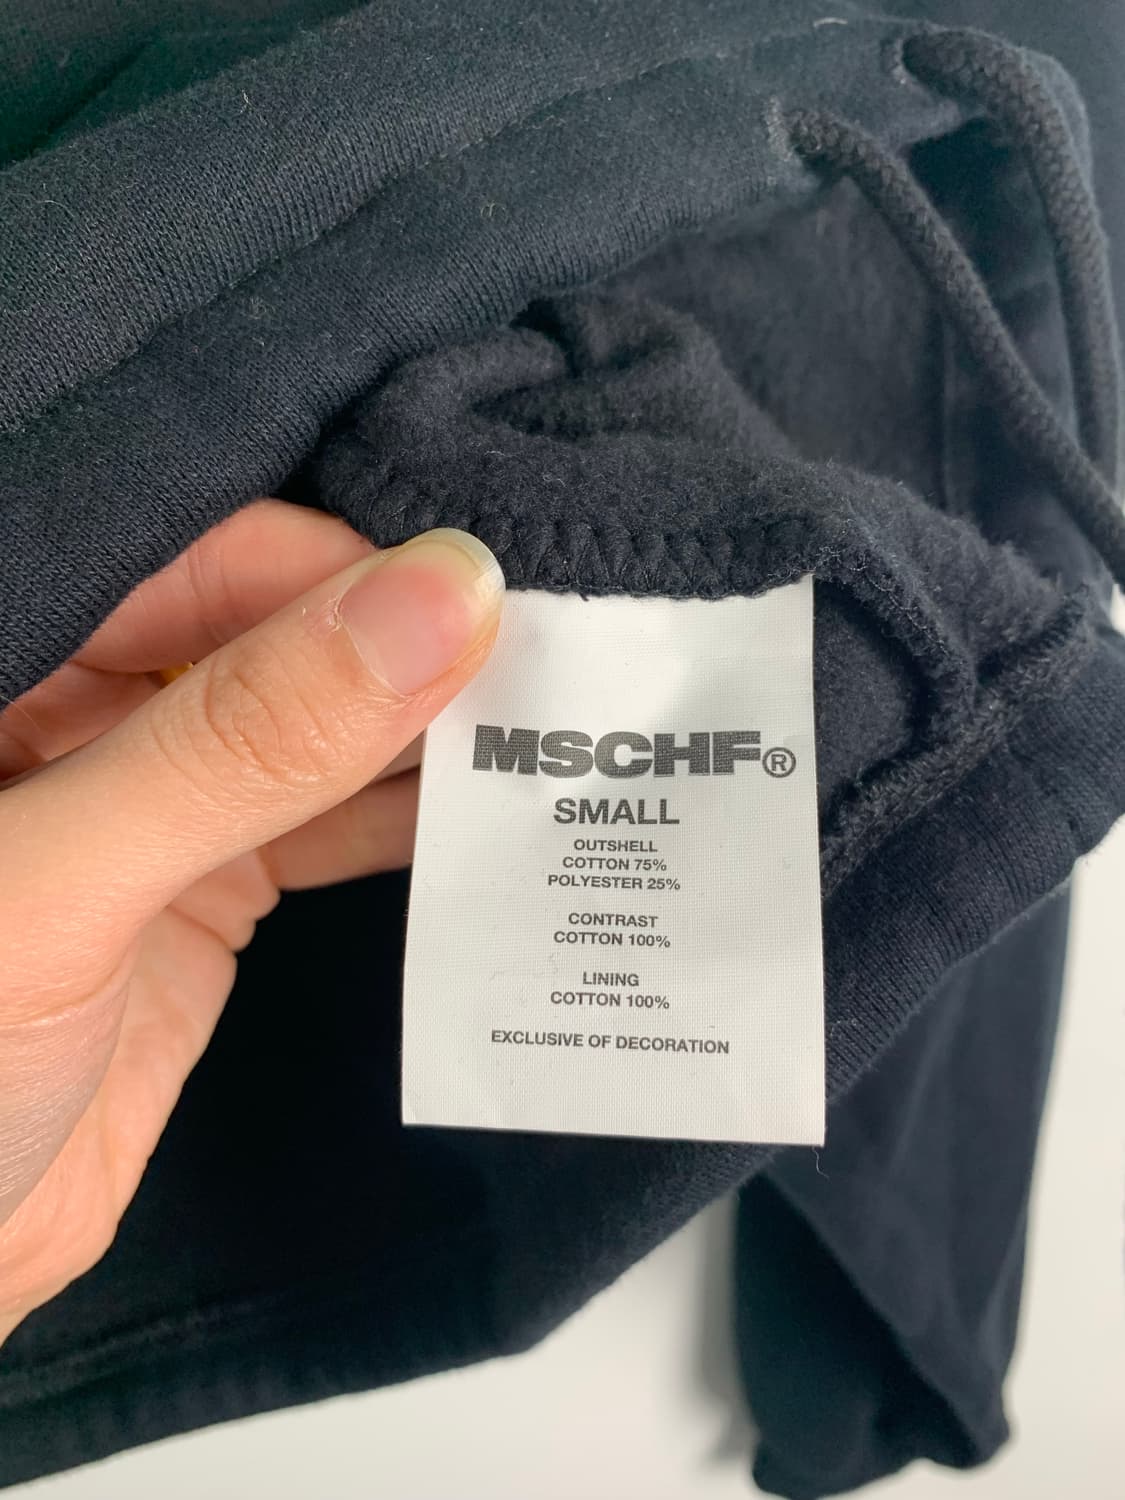 MSCHF®
SMALL
OUTSHELL
COTTON 75%
POLYESTER 25%
CONTRAST
COTTON 100%
LINING
COTTON 100%
EXCLUSIVE OF DECORATION